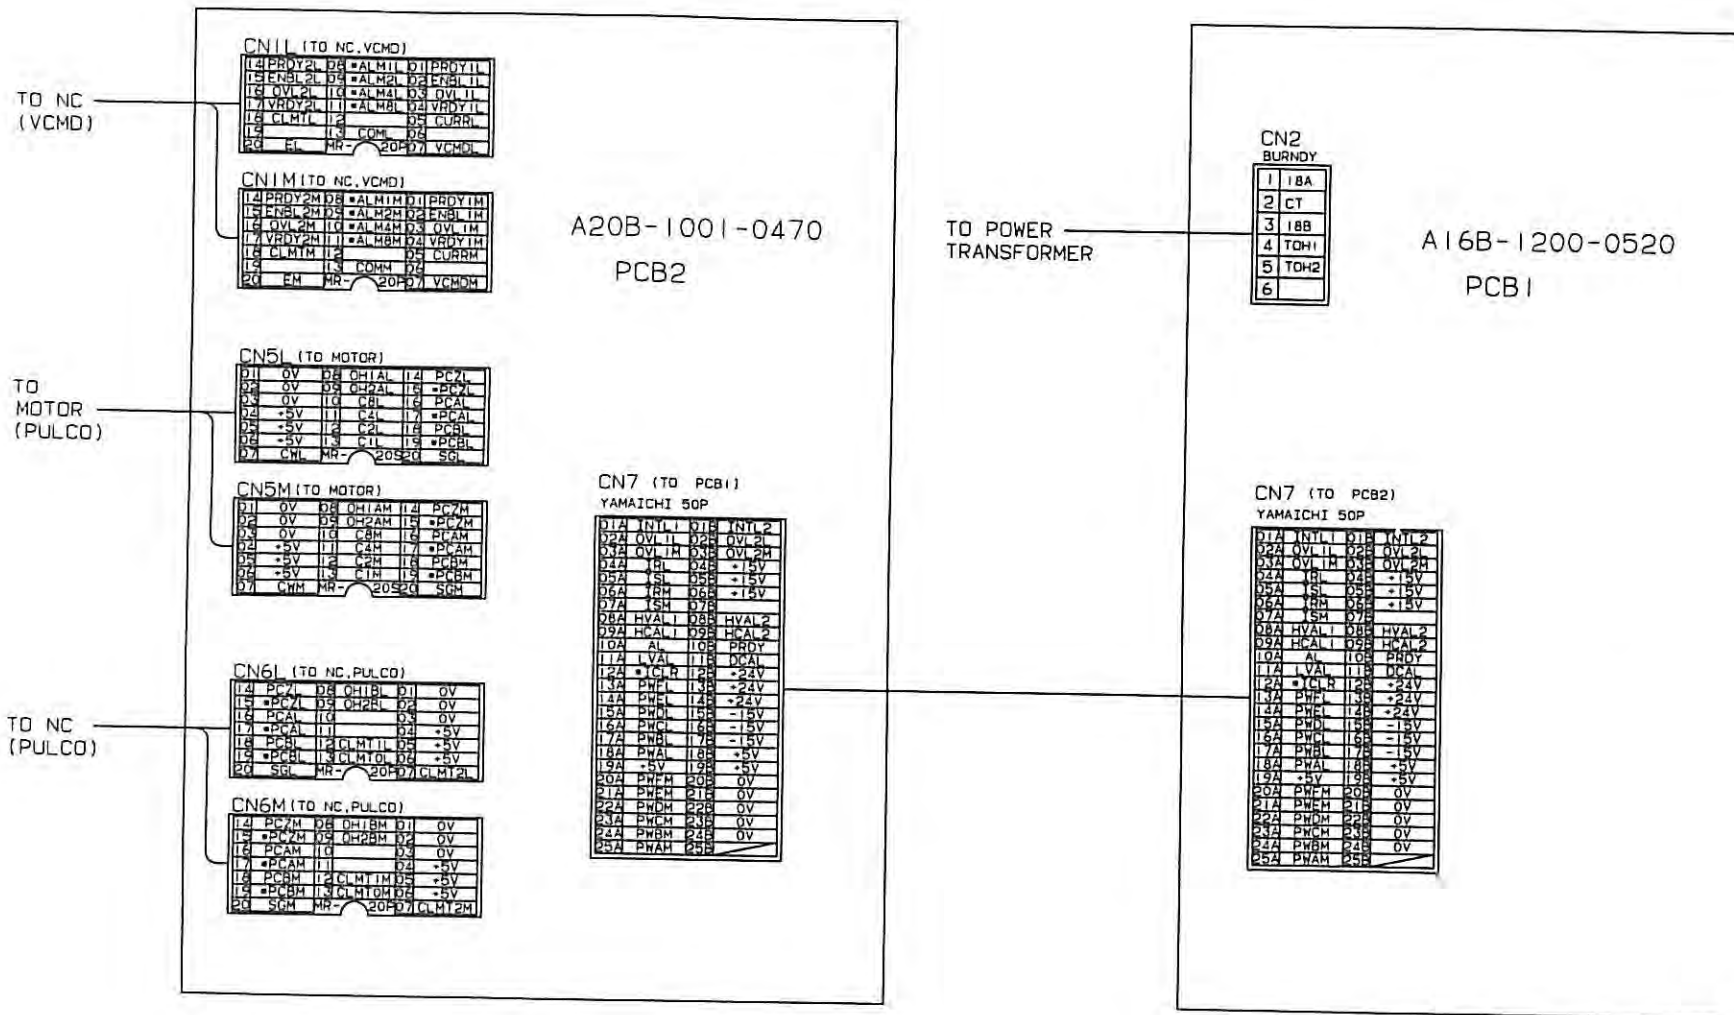 TO NC
(VCMD)
CN1L (TO NC.VCMD)
14 PRDY2L 08 *ALM1L 01 PRDY1L
15 ENBL2L 09 *ALM2L 02 ENBL1L
16 OVL2L 10 *ALM4L 03 OVL1L
17 VRDY2L 11 *ALM8L 04 VRDY1L
18 CLMTL 12 05 CURRL
19 13 COML 06
20 EL MR-20P 07 VCMDL
CN1M (TO NC.VCMD)
14 PRDY2M 08 *ALM1M 01 PRDY1M
15 ENBL2M 09 *ALM2M 02 ENBL1M
16 OVL2M 10 *ALM4M 03 OVL1M
17 VRDY2M 11 *ALM8M 04 VRDY1M
18 CLMTM 12 05 CURRM
19 13 COMM 06
20 EM MR-20P 07 VCMDM
A20B-1001-0470
PCB2
TO
MOTOR
(PULCO)
CN5L (TO MOTOR)
01 0V 08 OH1AL 14 PCZL
02 0V 09 OH2AL 15 *PCZL
03 0V 10 C8L 16 PCAL
04 +5V 11 C4L 17 *PCAL
05 +5V 12 C2L 18 PCBL
06 +5V 13 C1L 19 *PCBL
07 CWL MR-20S 20 SGL
CN5M (TO MOTOR)
01 0V 08 OH1AM 14 PCZM
02 0V 09 OH2AM 15 *PCZM
03 0V 10 C8M 16 PCAM
04 +5V 11 C4M 17 *PCAM
05 +5V 12 C2M 18 PCBM
06 +5V 13 C1M 19 *PCBM
07 CWM MR-20S 20 SGM
TO NC
(PULCO)
CN6L (TO NC.PULCO)
14 PCZL 08 OH1BL 01 0V
15 *PCZL 09 OH2BL 02 0V
16 PCAL 10 03 0V
17 *PCAL 11 04 +5V
18 PCBL 12 CLMT1L 05 +5V
19 *PCBL 13 CLMT0L 06 +5V
20 SGL MR-20P 07 CLMT2L
CN6M (TO NC.PULCO)
14 PCZM 08 OH1BM 01 0V
15 *PCZM 09 OH2BM 02 0V
16 PCAM 10 03 0V
17 *PCAM 11 04 +5V
18 PCBM 12 CLMT1M 05 +5V
19 *PCBM 13 CLMT0M 06 +5V
20 SGM MR-20P 07 CLMT2M
CN7 (TO PCB1)
YAMAICHI 50P
01A INTL1 01B INTL2
02A OVL1L 02B OVL2L
03A OVL1M 03B OVL2M
04A IRL 04B +15V
05A ISL 05B +15V
06A IRM 06B +15V
07A ISM 07B
08A HVAL1 08B HVAL2
09A HCAL1 09B HCAL2
10A AL 10B PRDY
11A LVAL 11B DCAL
12A *ICLR 12B +24V
13A PWFL 13B +24V
14A PWEL 14B +24V
15A PWDL 15B -15V
16A PWCL 16B -15V
17A PWBL 17B -15V
18A PWAL 18B +5V
19A +5V 19B +5V
20A PWFM 20B 0V
21A PWEM 21B 0V
22A PWDM 22B 0V
23A PWCM 23B 0V
24A PWBM 24B 0V
25A PWAM 25B
TO POWER
TRANSFORMER
CN2
BURNDY
1 18A
2 CT
3 18B
4 TOH1
5 TOH2
6
A16B-1200-0520
PCB1
CN7 (TO PCB2)
YAMAICHI 50P
01A INTL1 01B INTL2
02A OVL1L 02B OVL2L
03A OVL1M 03B OVL2M
04A IRL 04B +15V
05A ISL 05B +15V
06A IRM 06B +15V
07A ISM 07B
08A HVAL1 08B HVAL2
09A HCAL1 09B HCAL2
10A AL 10B PRDY
11A LVAL 11B DCAL
12A *ICLR 12B +24V
13A PWFL 13B +24V
14A PWEL 14B +24V
15A PWDL 15B -15V
16A PWCL 16B -15V
17A PWBL 17B -15V
18A PWAL 18B +5V
19A +5V 19B +5V
20A PWFM 20B 0V
21A PWEM 21B 0V
22A PWDM 22B 0V
23A PWCM 23B 0V
24A PWBM 24B 0V
25A PWAM 25B